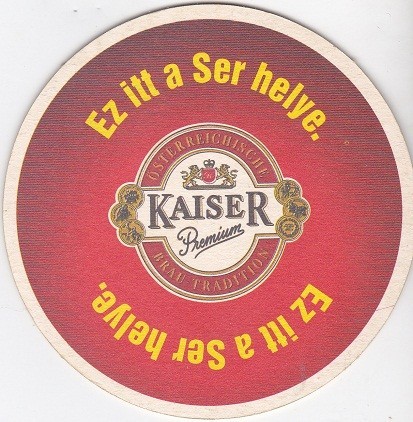 Ez itt a Ser helye.
ÖSTERREICHISCHE
KAISER
Premium
BRAU TRADITION
Ez itt a Ser helye.